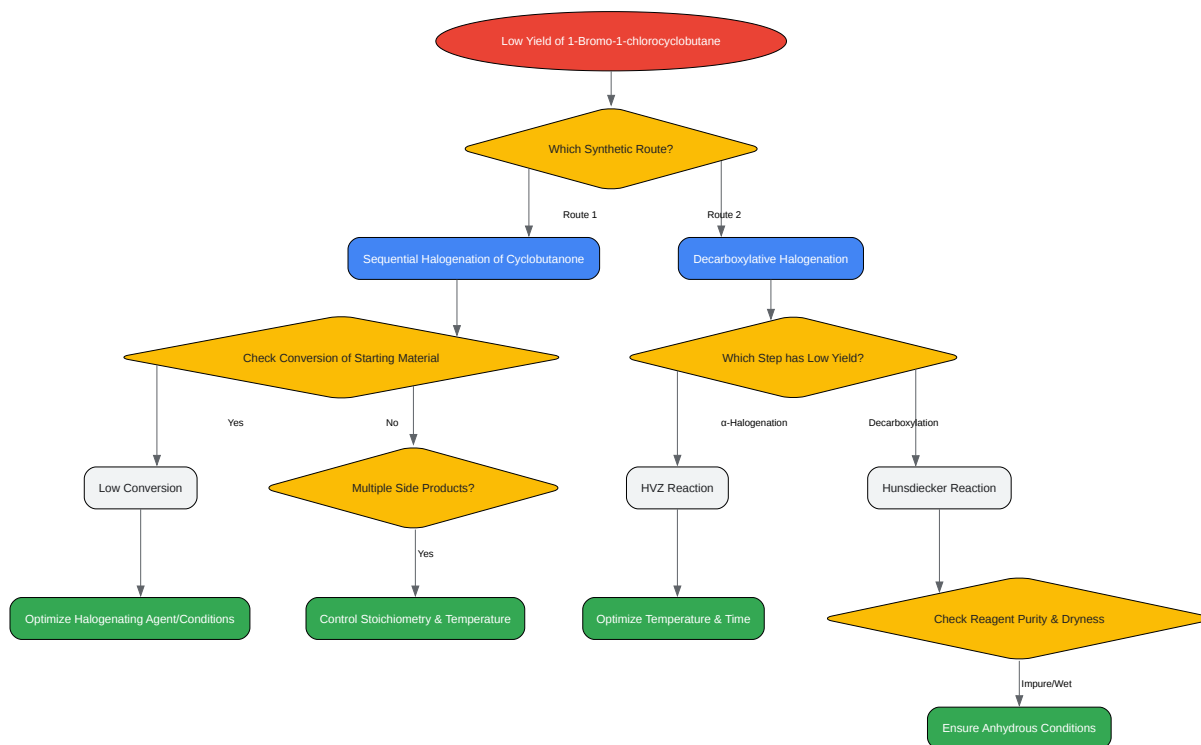 Low Yield of 1-Bromo-1-chlorocyclobutane
Which Synthetic Route?
Route 1
Route 2
Sequential Halogenation of Cyclobutanone
Decarboxylative Halogenation
Check Conversion of Starting Material
Which Step has Low Yield?
Yes
No
α-Halogenation
Decarboxylation
Low Conversion
Multiple Side Products?
HVZ Reaction
Hunsdiecker Reaction
Yes
Optimize Halogenating Agent/Conditions
Control Stoichiometry & Temperature
Optimize Temperature & Time
Check Reagent Purity & Dryness
Impure/Wet
Ensure Anhydrous Conditions